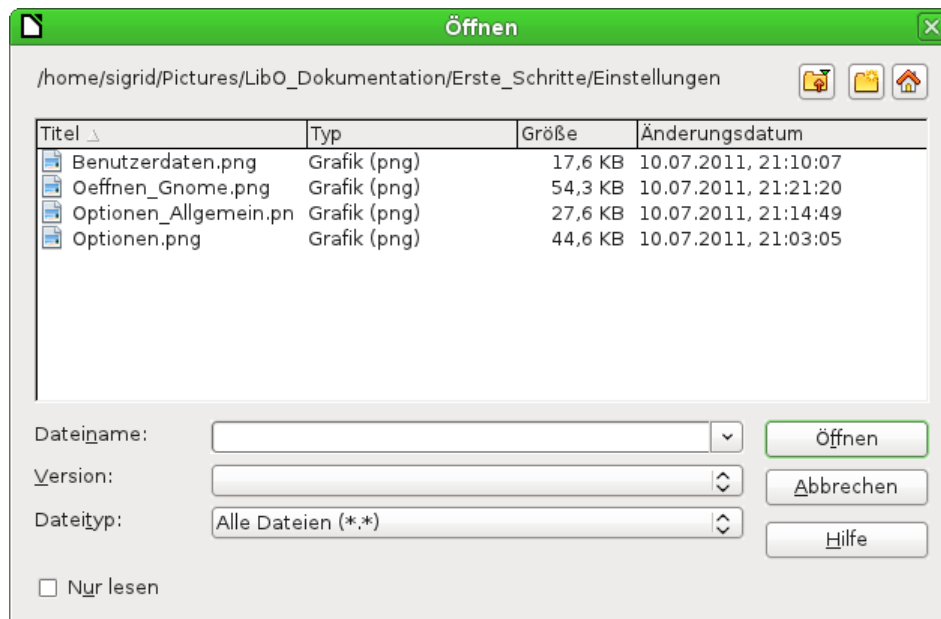 Öffnen
/home/sigrid/Pictures/LibO_Dokumentation/Erste_Schritte/Einstellungen
Titel Typ Größe Änderungsdatum
Benutzerdaten.png Grafik (png) 17,6 KB 10.07.2011, 21:10:07
Oeffnen_Gnome.png Grafik (png) 54,3 KB 10.07.2011, 21:21:20
Optionen_Allgemein.pn Grafik (png) 27,6 KB 10.07.2011, 21:14:49
Optionen.png Grafik (png) 44,6 KB 10.07.2011, 21:03:05
Dateiname: Öffnen
Version: Abbrechen
Dateityp: Alle Dateien (*.*) Hilfe
Nur lesen